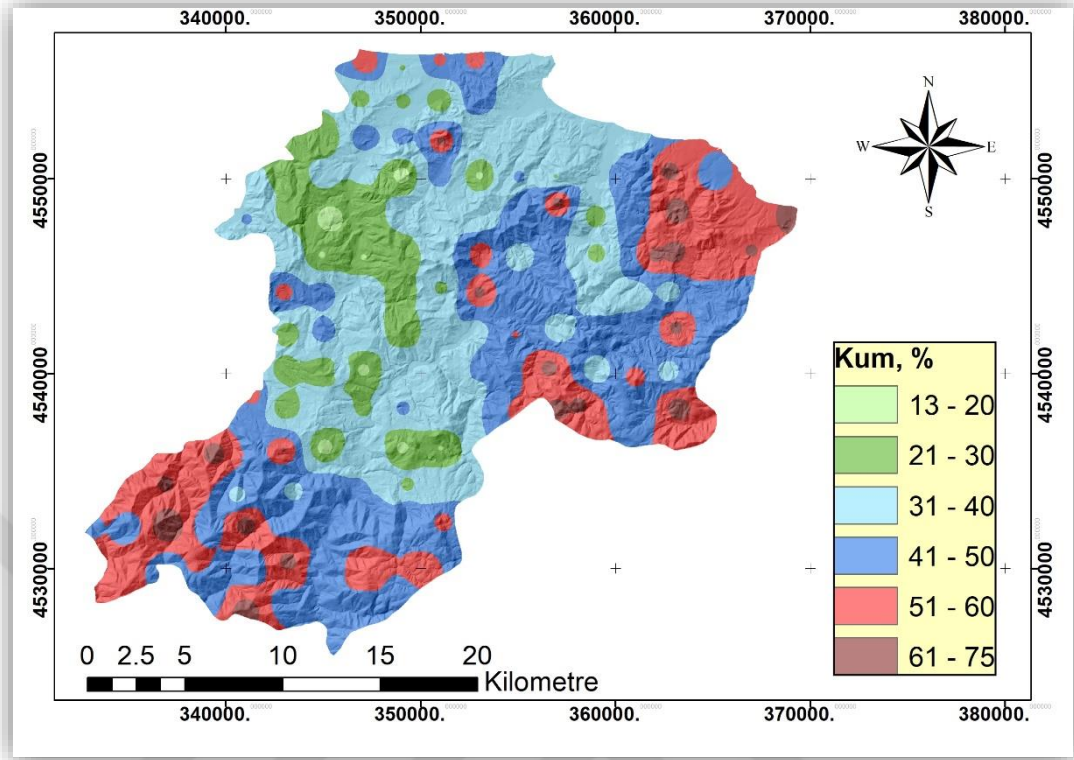 340000. 350000. 360000. 370000. 380000.
N
W E
S
4550000 4550000
4540000 4540000
4530000 4530000
Kum, %
13 - 20
21 - 30
31 - 40
41 - 50
51 - 60
61 - 75
0 2.5 5 10 15 20
Kilometre
340000. 350000. 360000. 370000. 380000.